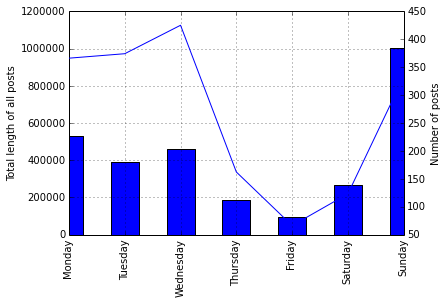 1200000
1000000
800000
600000
400000
200000
0
Total length of all posts
450
400
350
300
250
200
150
100
50
Number of posts
Monday
Tuesday
Wednesday
Thursday
Friday
Saturday
Sunday